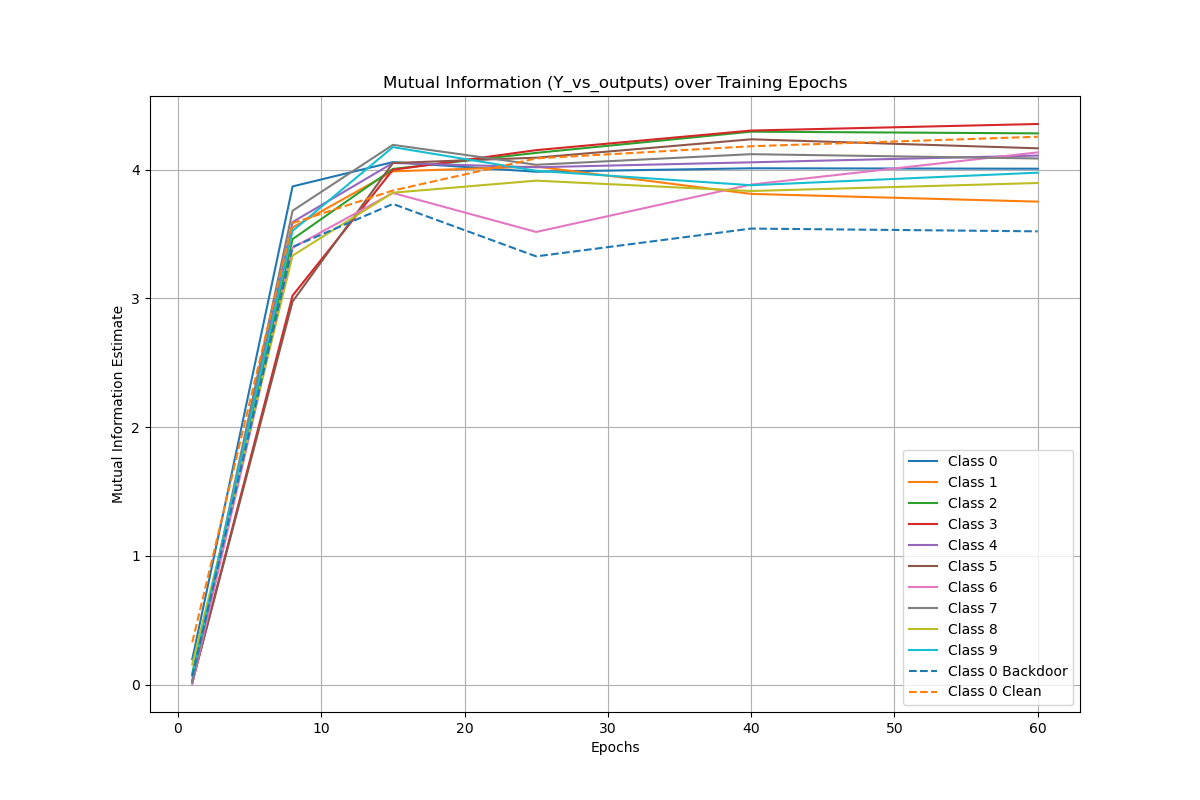 Mutual Information (Y_vs_outputs) over Training Epochs
Mutual Information Estimate
4
3
2
1
0
0 10 20 30 40 50 60
Epochs
Class 0
Class 1
Class 2
Class 3
Class 4
Class 5
Class 6
Class 7
Class 8
Class 9
Class 0 Backdoor
Class 0 Clean